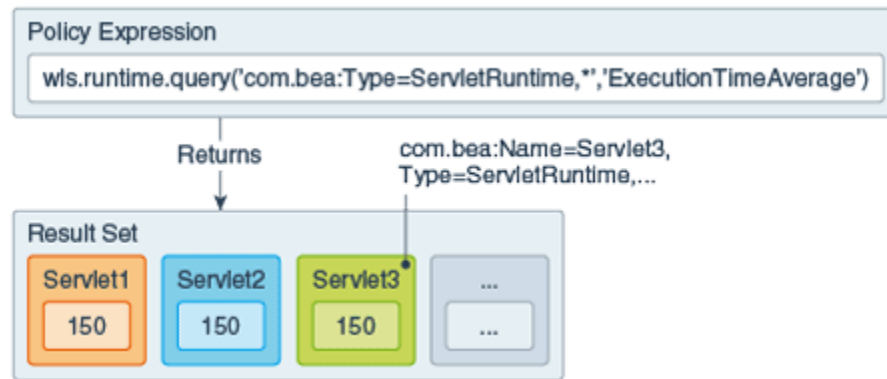 Policy Expression
wls.runtime.query('com.bea:Type=ServletRuntime,*','ExecutionTimeAverage')
Returns
com.bea:Name=Servlet3,
Type=ServletRuntime,...
Result Set
Servlet1
Servlet2
Servlet3
...
150
150
150
...